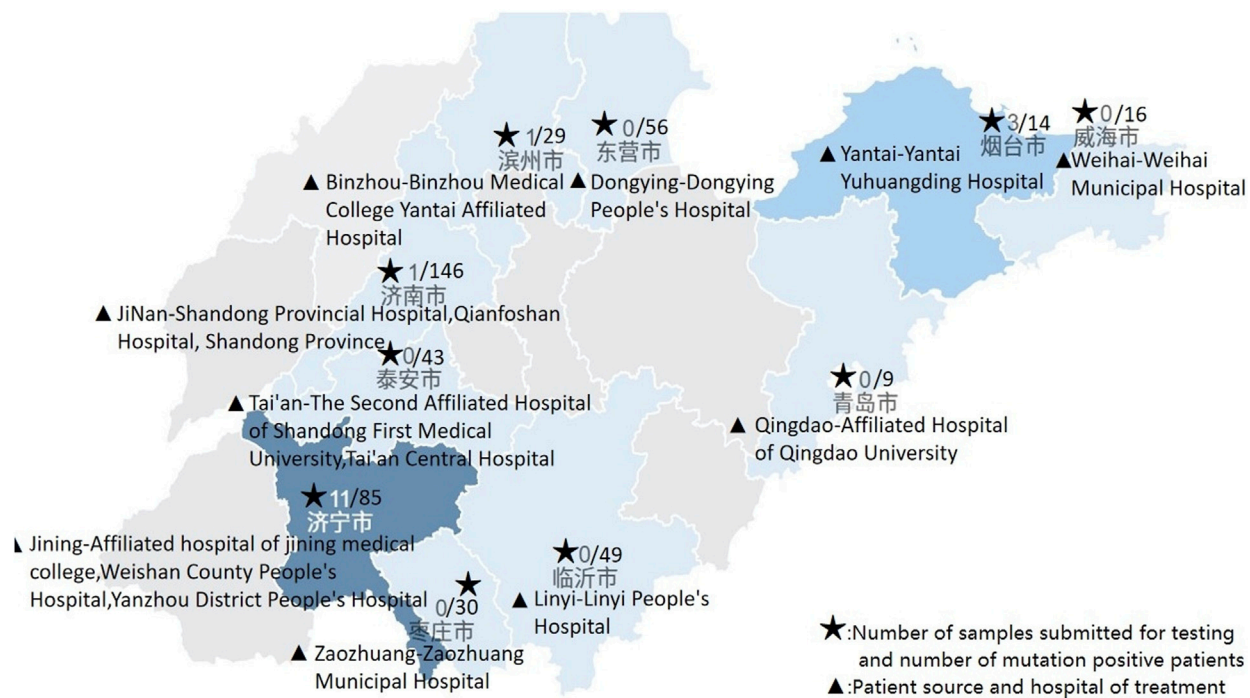 ★ 1/29
滨州市
★ 0/56
东营市
★ 3/14
烟台市
★ 0/16
威海市
▲ Binzhou-Binzhou Medical
College Yantai Affiliated
Hospital
▲ Dongying-Dongying
People's Hospital
▲ Yantai-Yantai
Yuhuangding Hospital
▲ Weihai-Weihai
Municipal Hospital
★ 1/146
济南市
▲ JiNan-Shandong Provincial Hospital,Qianfoshan
Hospital, Shandong Province
★ 0/43
泰安市
▲ Tai'an-The Second Affiliated Hospital
of Shandong First Medical
University,Tai'an Central Hospital
★ 0/9
青岛市
▲ Qingdao-Affiliated Hospital
of Qingdao University
★ 11/85
济宁市
▲ Jining-Affiliated hospital of jining medical
college,Weishan County People's
Hospital,Yanzhou District People's Hospital
★ 0/49
临沂市
▲ Linyi-Linyi People's
Hospital
★
0/30
枣庄市
▲ Zaozhuang-Zaozhuang
Municipal Hospital
★:Number of samples submitted for testing
and number of mutation positive patients
▲:Patient source and hospital of treatment